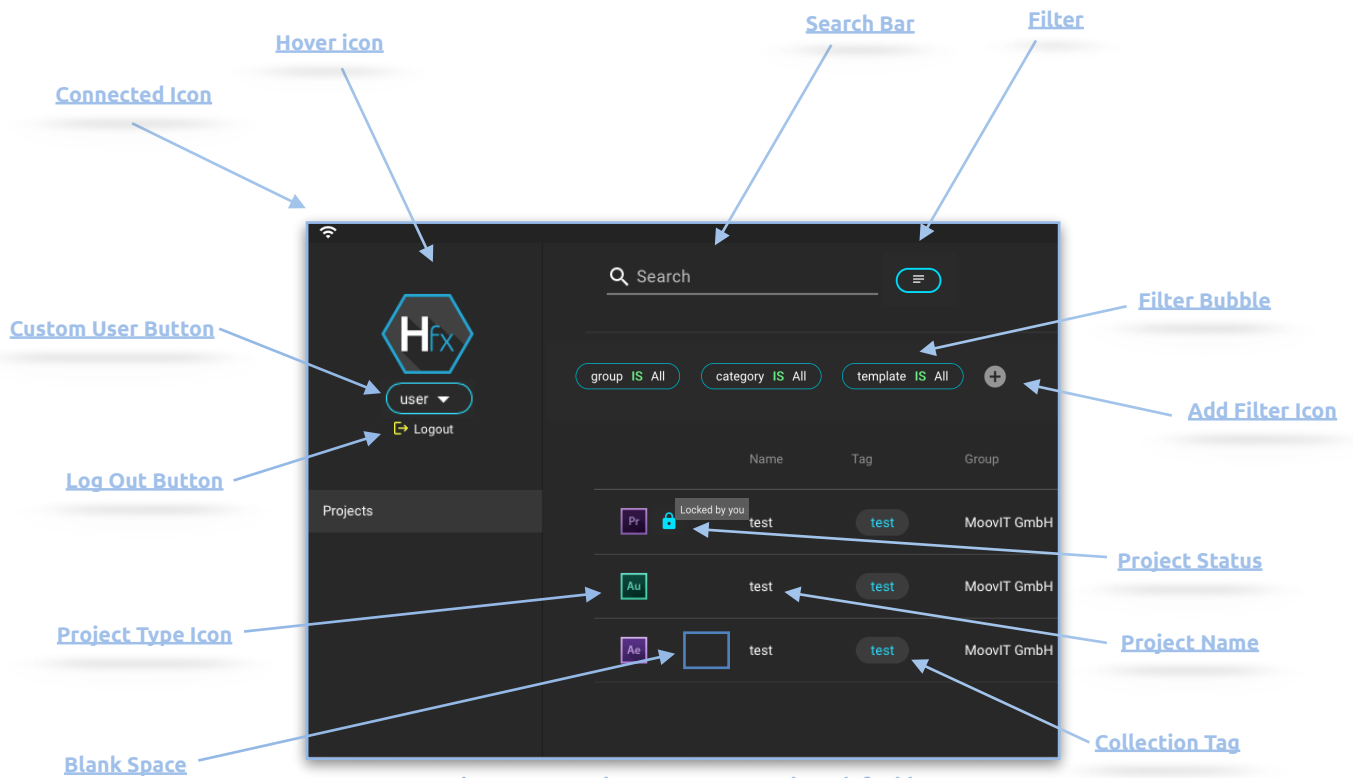 Search Bar
Filter
Hover icon
Connected Icon
Search
Custom User Button
Hfx
Filter Bubble
group IS All
category IS All
template IS All
user
Add Filter Icon
Logout
Log Out Button
Name Tag Group
Projects
Locked by you
Pr test test MoovIT GmbH
Project Status
Au test test MoovIT GmbH
Project Type Icon
Project Name
Ae test test MoovIT GmbH
Collection Tag
Blank Space